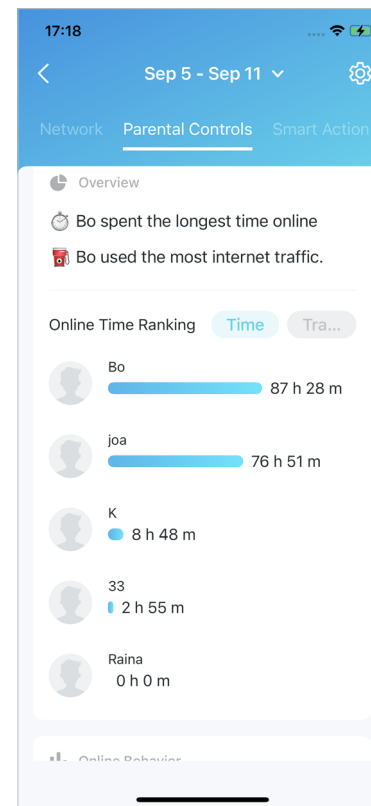 17:18
Sep 5 - Sep 11
Network Parental Controls Smart Action
Overview
Bo spent the longest time online
Bo used the most internet traffic.
Online Time Ranking Time Tra...
Bo
87 h 28 m
joa
76 h 51 m
K
8 h 48 m
33
2 h 55 m
Raina
0 h 0 m
Online Behavior